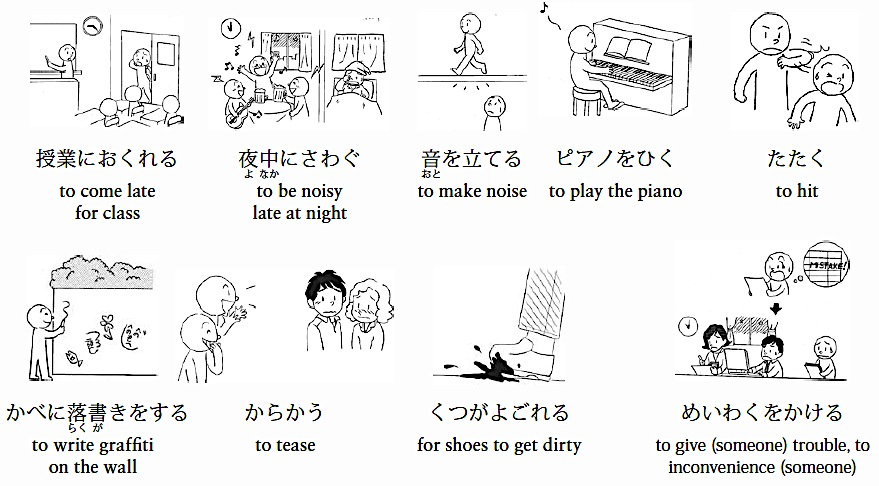 MISTAKE!
授業におくれる
to come late
for class
夜中にさわぐ
よ なか
to be noisy
late at night
音を立てる
おと
to make noise
ピアノをひく
to play the piano
たたく
to hit
かべに落書きをする
らく が
to write graffiti
on the wall
からかう
to tease
くつがよごれる
for shoes to get dirty
めいわくをかける
to give (someone) trouble, to
inconvenience (someone)